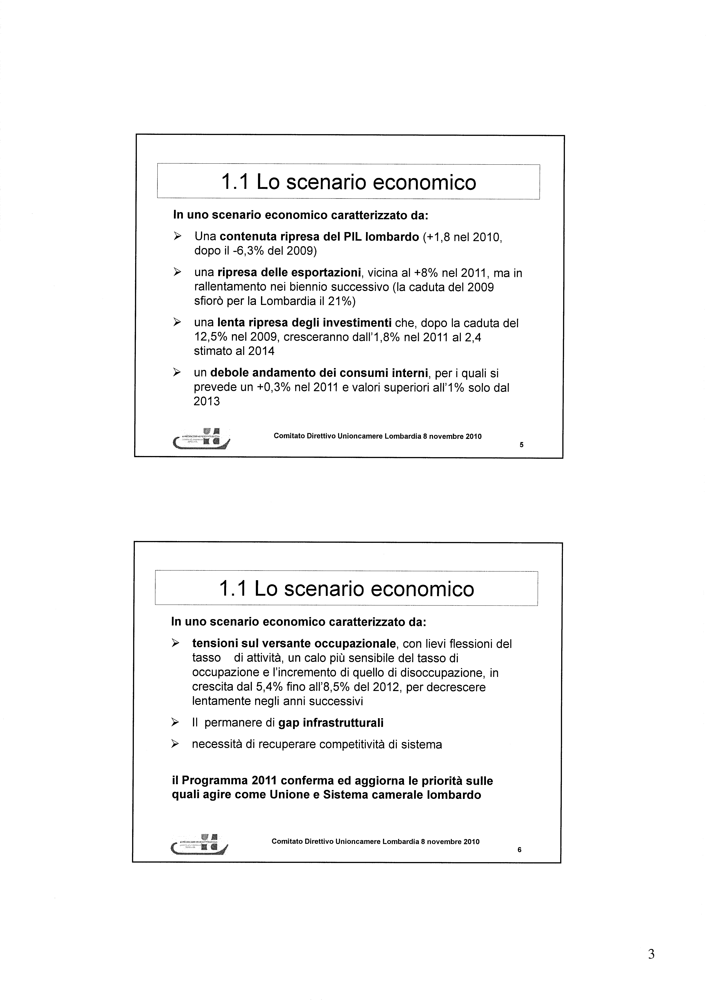 1.1 Lo scenario economico
In uno scenario economico caratterizzato da:
➢ Una contenuta ripresa del PIL lombardo (+1,8 nel 2010,
dopo il -6,3% del 2009)
➢ una ripresa delle esportazioni, vicina al +8% nel 2011, ma in
rallentamento nei biennio successivo (la caduta del 2009
sfiorò per la Lombardia il 21%)
➢ una lenta ripresa degli investimenti che, dopo la caduta del
12,5% nel 2009, cresceranno dall'1,8% nel 2011 al 2,4
stimato al 2014
➢ un debole andamento dei consumi interni, per i quali si
prevede un +0,3% nel 2011 e valori superiori all'1% solo dal
2013
Comitato Direttivo Unioncamere Lombardia 8 novembre 2010
5
1.1 Lo scenario economico
In uno scenario economico caratterizzato da:
➢ tensioni sul versante occupazionale, con lievi flessioni del
tasso di attività, un calo più sensibile del tasso di
occupazione e l'incremento di quello di disoccupazione, in
crescita dal 5,4% fino all'8,5% del 2012, per decrescere
lentamente negli anni successivi
➢ Il permanere di gap infrastrutturali
➢ necessità di recuperare competitività di sistema
il Programma 2011 conferma ed aggiorna le priorità sulle
quali agire come Unione e Sistema camerale lombardo
Comitato Direttivo Unioncamere Lombardia 8 novembre 2010
6
3